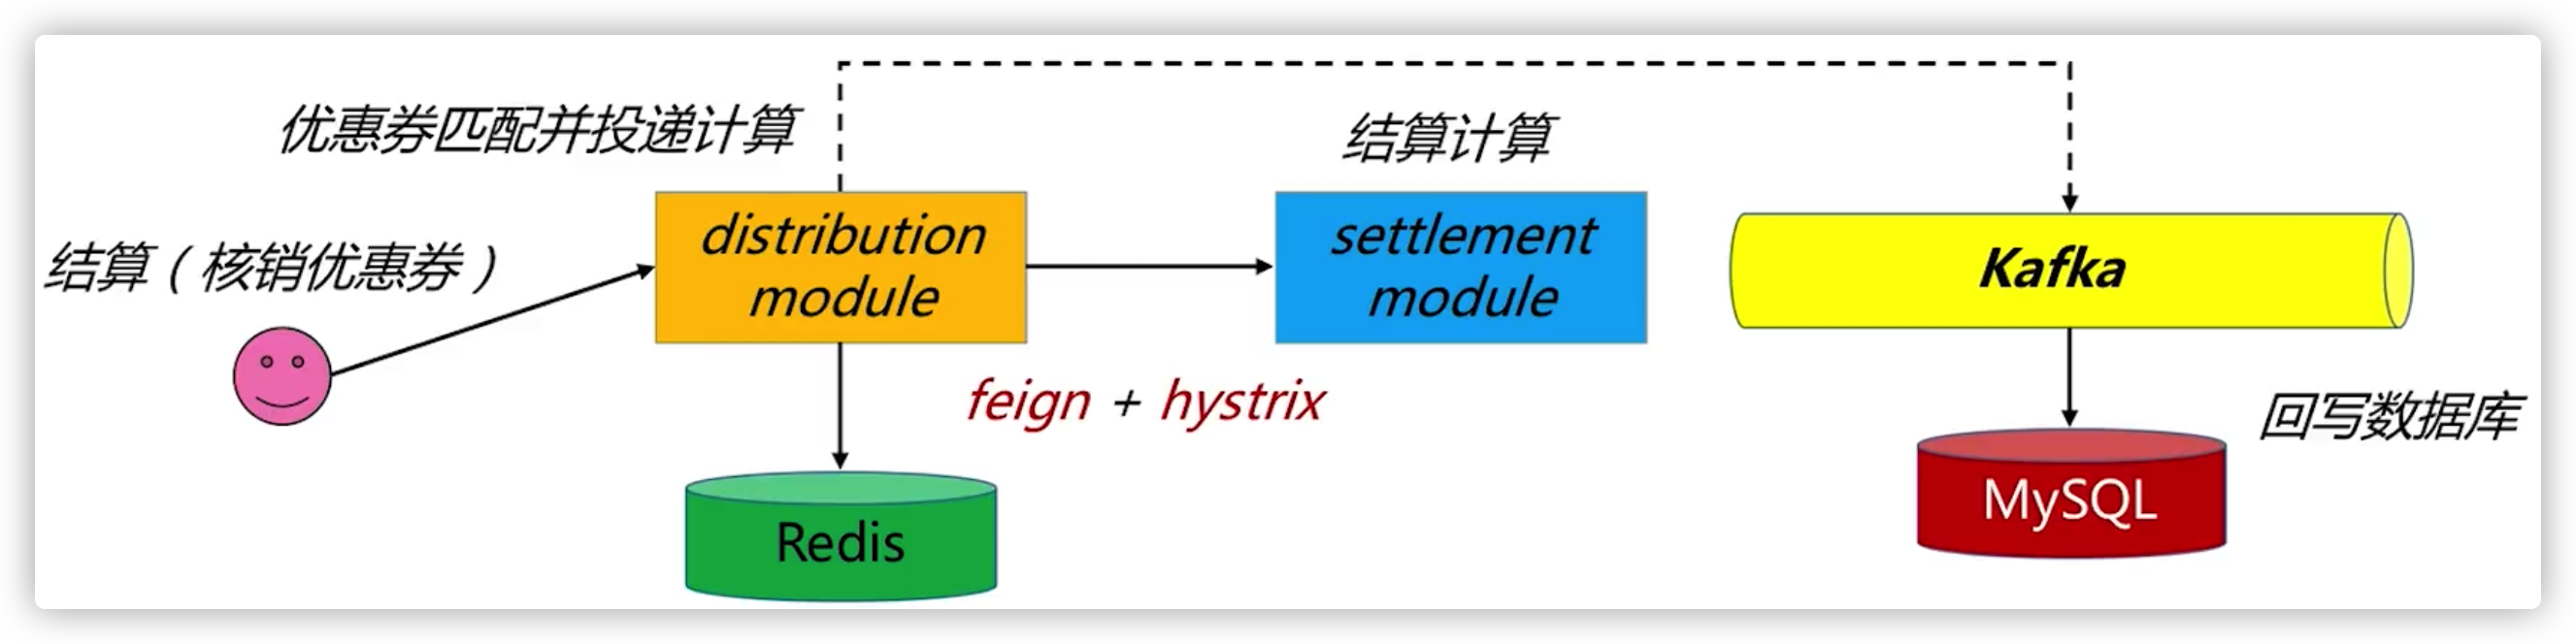 优惠券匹配并投递计算
结算计算
结算（核销优惠券）
distribution
module
settlement
module
Kafka
feign + hystrix
回写数据库
Redis
MySQL